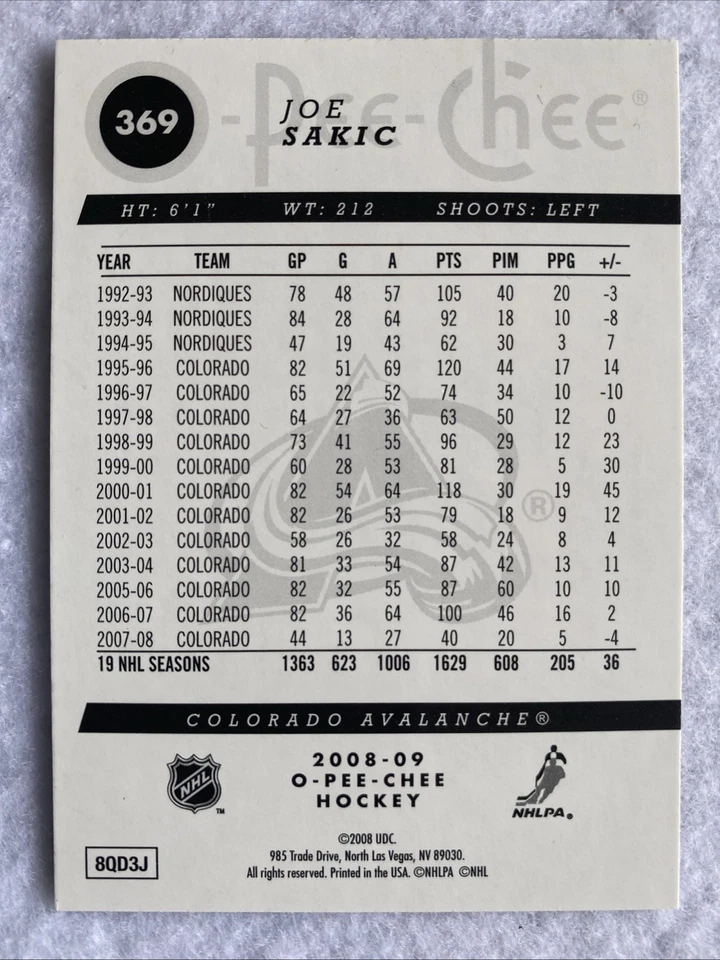 O-Pee-Chee®
369
JOE
SAKIC
HT: 6'1" WT: 212 SHOOTS: LEFT
YEAR TEAM GP G A PTS PIM PPG +/-
1992-93 NORDIQUES 78 48 57 105 40 20 -3
1993-94 NORDIQUES 84 28 64 92 18 10 -8
1994-95 NORDIQUES 47 19 43 62 30 3 7
1995-96 COLORADO 82 51 69 120 44 17 14
1996-97 COLORADO 65 22 52 74 34 10 -10
1997-98 COLORADO 64 27 36 63 50 12 0
1998-99 COLORADO 73 41 55 96 29 12 23
1999-00 COLORADO 60 28 53 81 28 5 30
2000-01 COLORADO 82 54 64 118 30 19 45
2001-02 COLORADO 82 26 53 79 18 9 12
2002-03 COLORADO 58 26 32 58 24 8 4
2003-04 COLORADO 81 33 54 87 42 13 11
2005-06 COLORADO 82 32 55 87 60 10 10
2006-07 COLORADO 82 36 64 100 46 16 2
2007-08 COLORADO 44 13 27 40 20 5 -4
19 NHL SEASONS 1363 623 1006 1629 608 205 36
®
COLORADO AVALANCHE®
NHL
™
2008-09
O-PEE-CHEE
HOCKEY
NHLPA®
©2008 UDC.
985 Trade Drive, North Las Vegas, NV 89030.
All rights reserved. Printed in the USA. ©NHLPA ©NHL
8QD3J